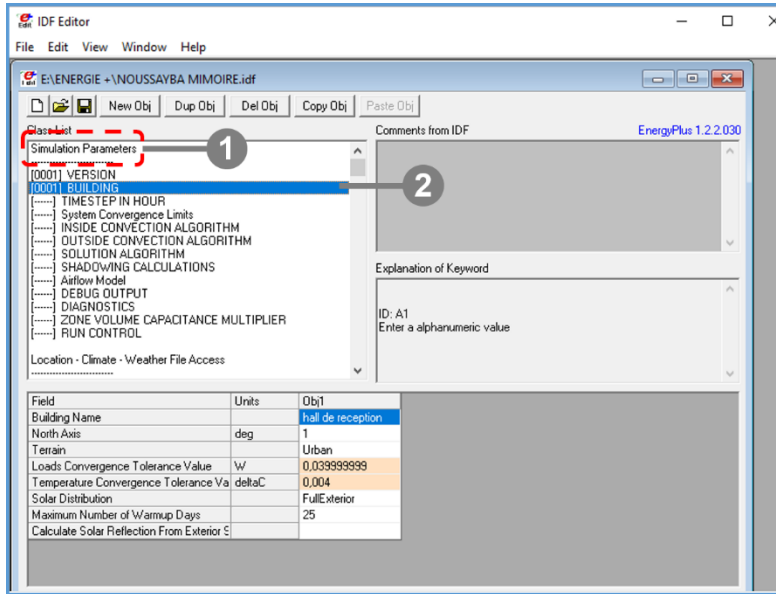 IDF Editor
File Edit View Window Help
E:\ENERGIE +\NOUSSAYBA MIMOIRE.idf
New Obj Dup Obj Del Obj Copy Obj Paste Obj
Class List Comments from IDF EnergyPlus 1.2.2.030
Simulation Parameters
1
[0001] VERSION
[0001] BUILDING
2
[------] TIMESTEP IN HOUR
[------] System Convergence Limits
[------] INSIDE CONVECTION ALGORITHM
[------] OUTSIDE CONVECTION ALGORITHM
[------] SOLUTION ALGORITHM
[------] SHADOWING CALCULATIONS
[------] Airflow Model
[------] DEBUG OUTPUT
[------] DIAGNOSTICS
[------] ZONE VOLUME CAPACITANCE MULTIPLIER
[------] RUN CONTROL
Location - Climate - Weather File Access
Explanation of Keyword
ID: A1
Enter a alphanumeric value
Field Units Obj1
Building Name hall de reception
North Axis deg 1
Terrain Urban
Loads Convergence Tolerance Value W 0,039999999
Temperature Convergence Tolerance Va deltaC 0,004
Solar Distribution FullExterior
Maximum Number of Warmup Days 25
Calculate Solar Reflection From Exterior S